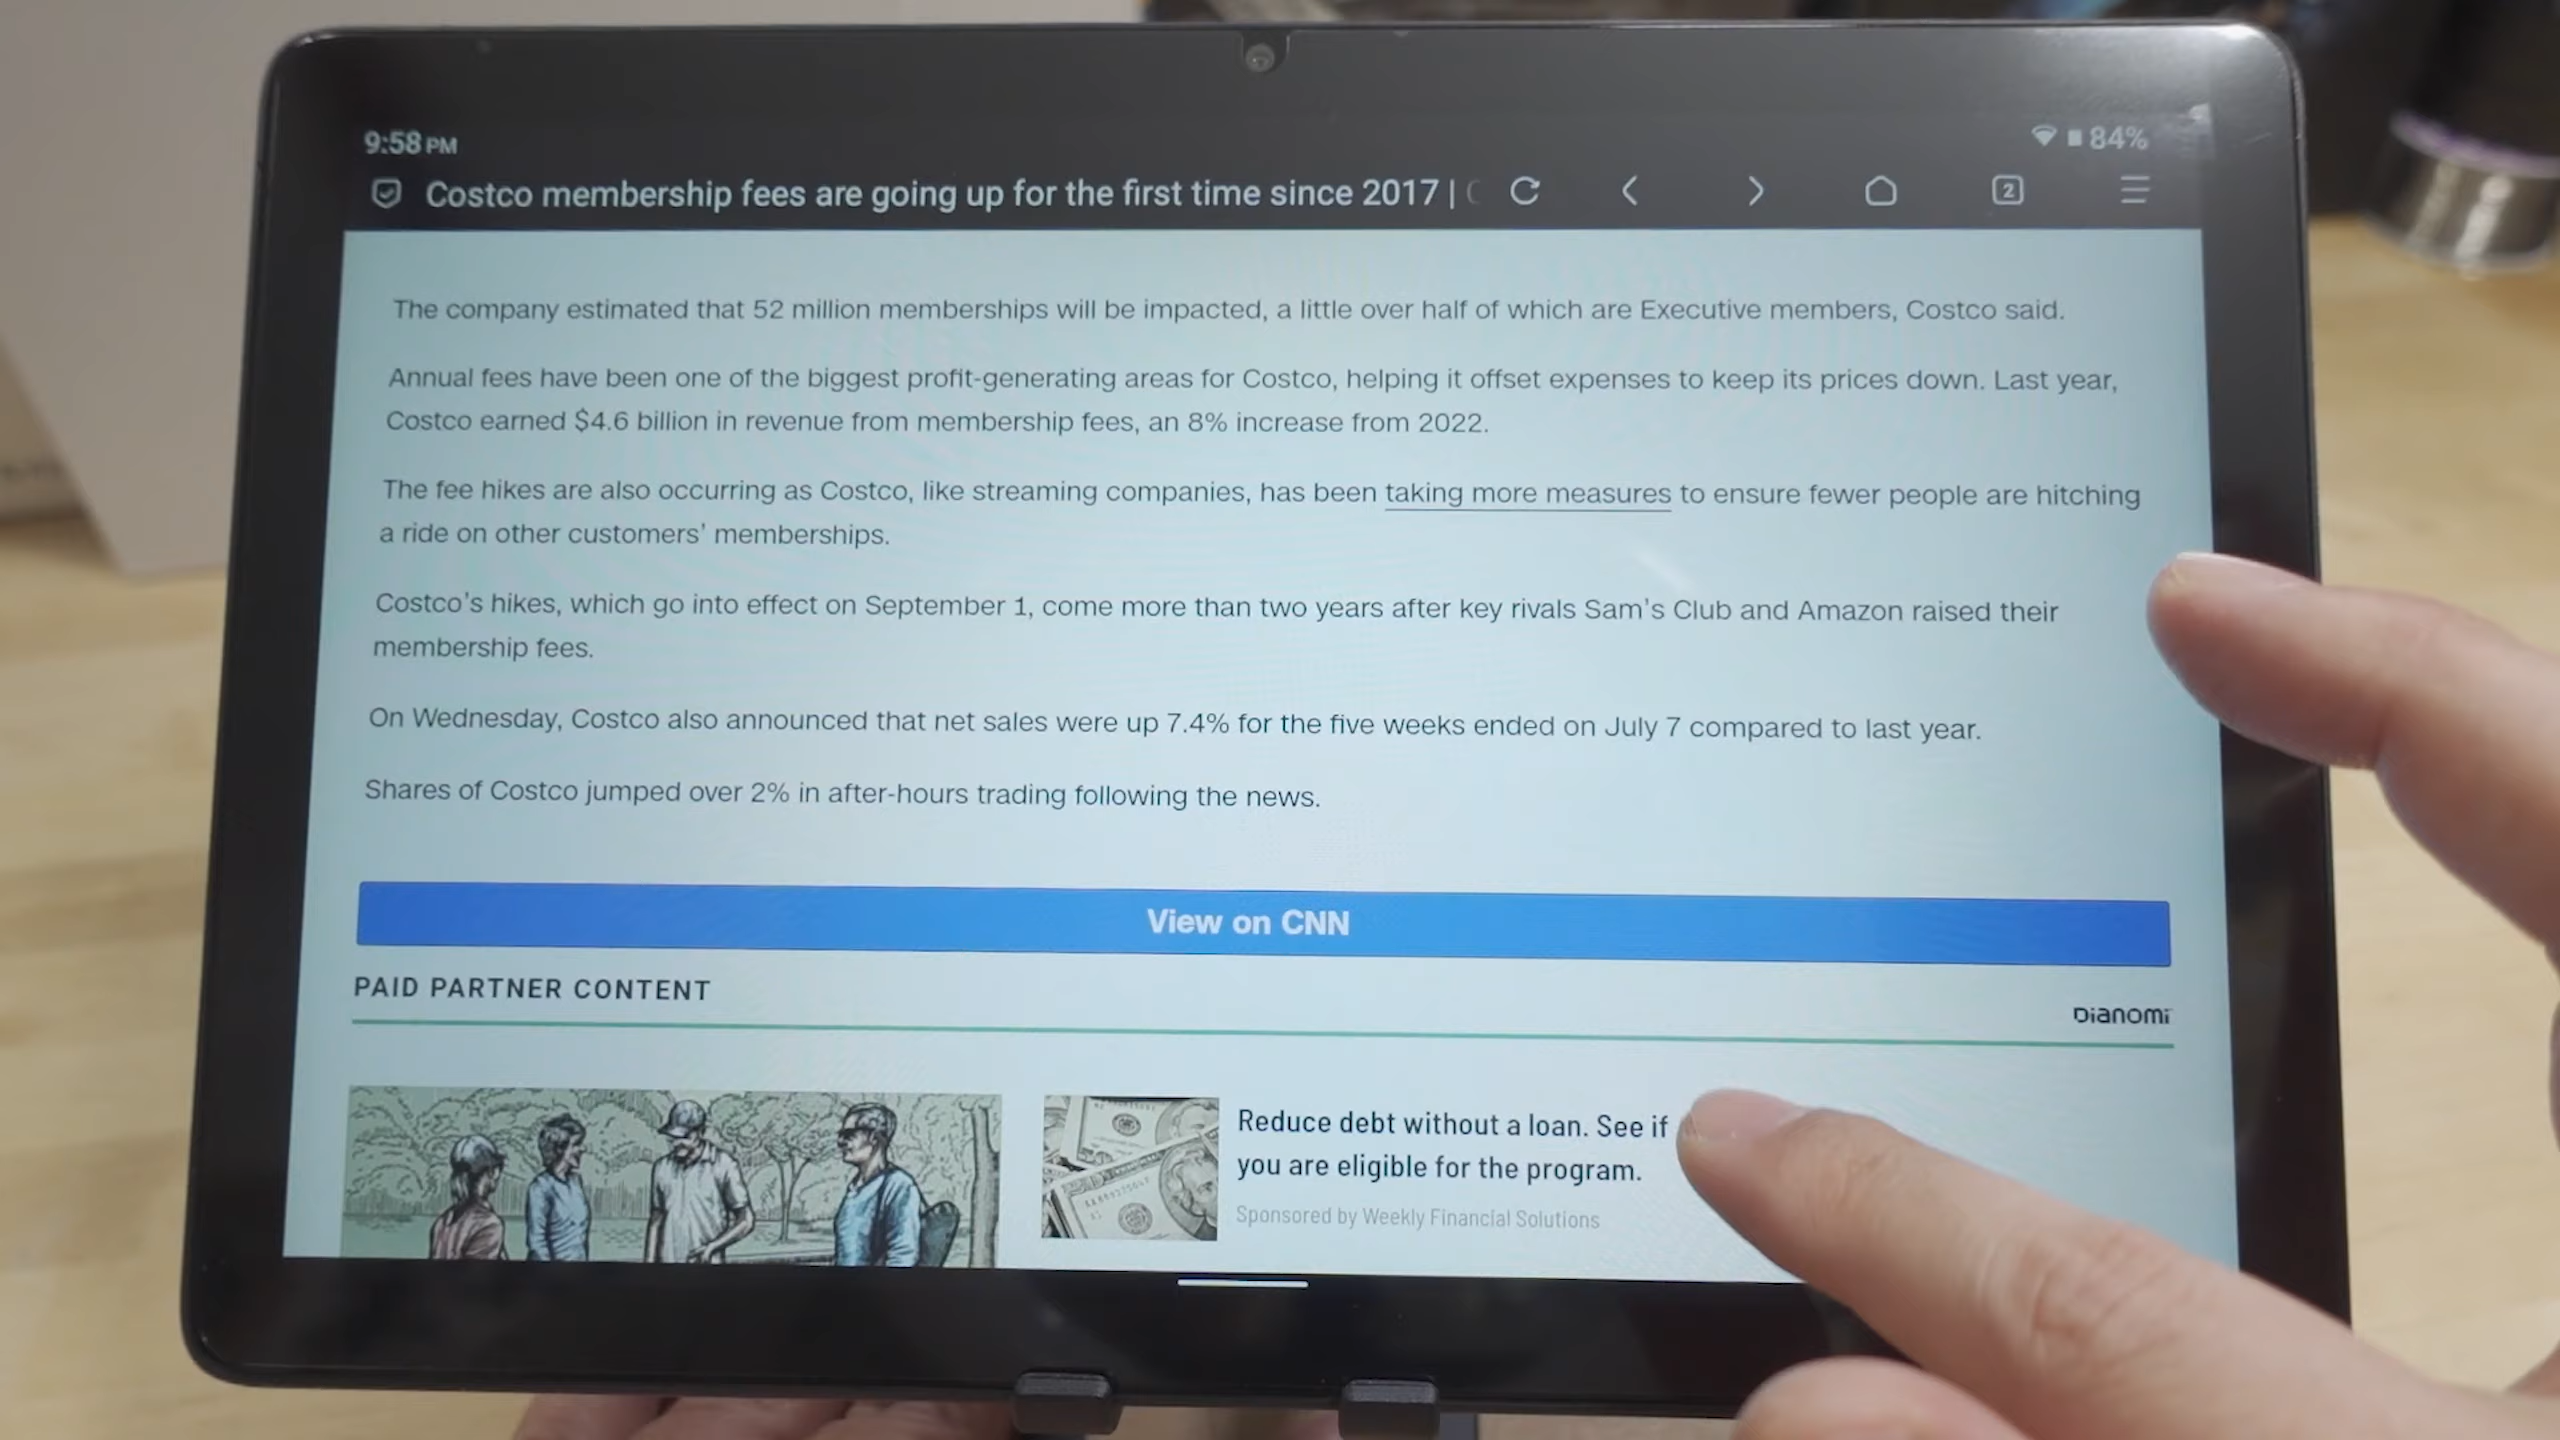 9:58 PM
84%
Costco membership fees are going up for the first time since 2017 |
2
The company estimated that 52 million memberships will be impacted, a little over half of which are Executive members, Costco said.
Annual fees have been one of the biggest profit-generating areas for Costco, helping it offset expenses to keep its prices down. Last year,
Costco earned $4.6 billion in revenue from membership fees, an 8% increase from 2022.
The fee hikes are also occurring as Costco, like streaming companies, has been taking more measures to ensure fewer people are hitching
a ride on other customers' memberships.
Costco's hikes, which go into effect on September 1, come more than two years after key rivals Sam's Club and Amazon raised their
membership fees.
On Wednesday, Costco also announced that net sales were up 7.4% for the five weeks ended on July 7 compared to last year.
Shares of Costco jumped over 2% in after-hours trading following the news.
View on CNN
PAID PARTNER CONTENT
Dianomi
Reduce debt without a loan. See if
you are eligible for the program.
Sponsored by Weekly Financial Solutions